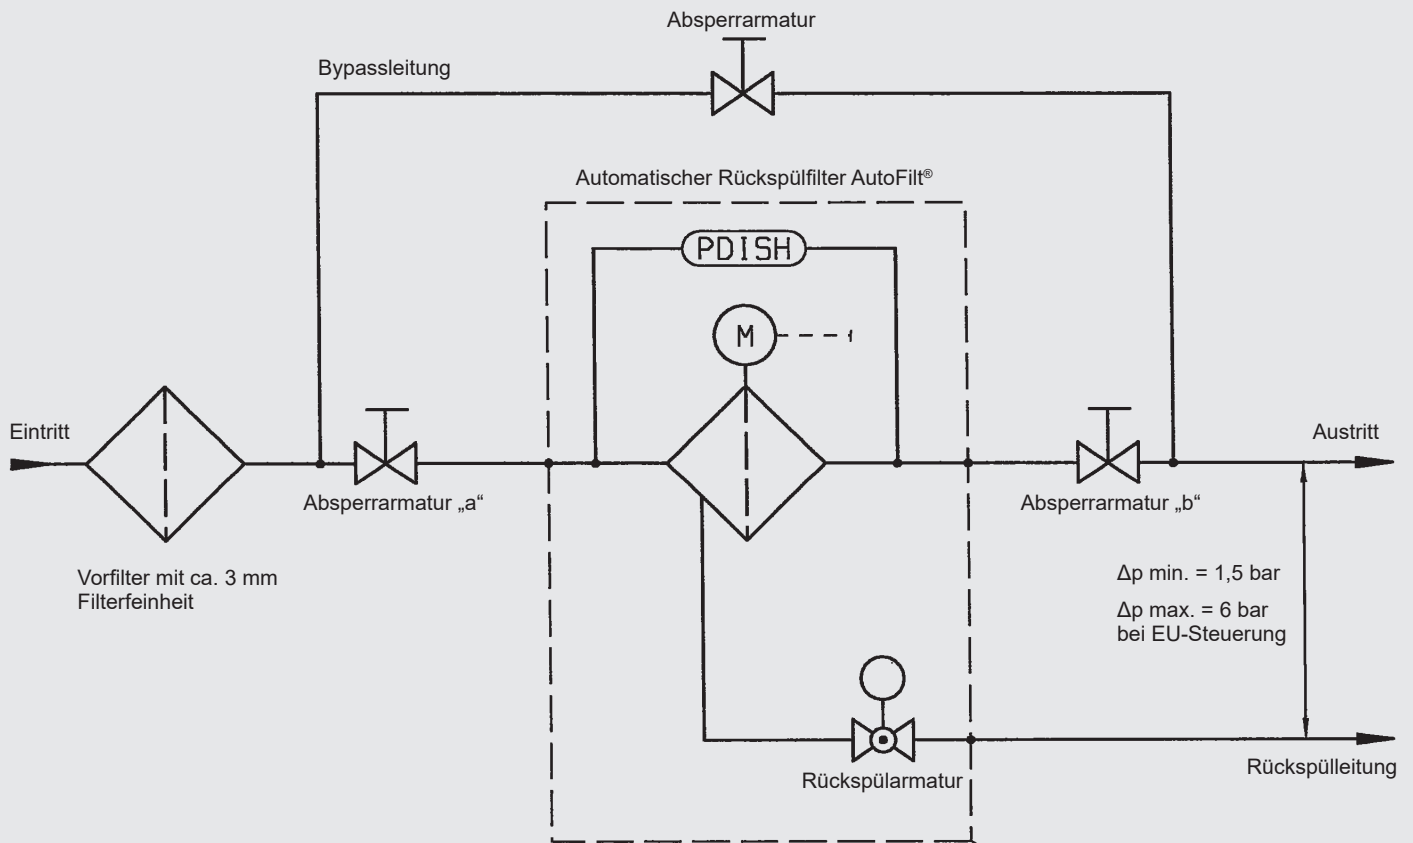 Absperrarmatur
Bypassleitung
Automatischer Rückspülfilter AutoFilt®
PDISH
M
Eintritt
Austritt
Absperrarmatur „a“
Absperrarmatur „b“
Vorfilter mit ca. 3 mm
Filterfeinheit
Δp min. = 1,5 bar
Δp max. = 6 bar
bei EU-Steuerung
Rückspülarmatur
Rückspülleitung